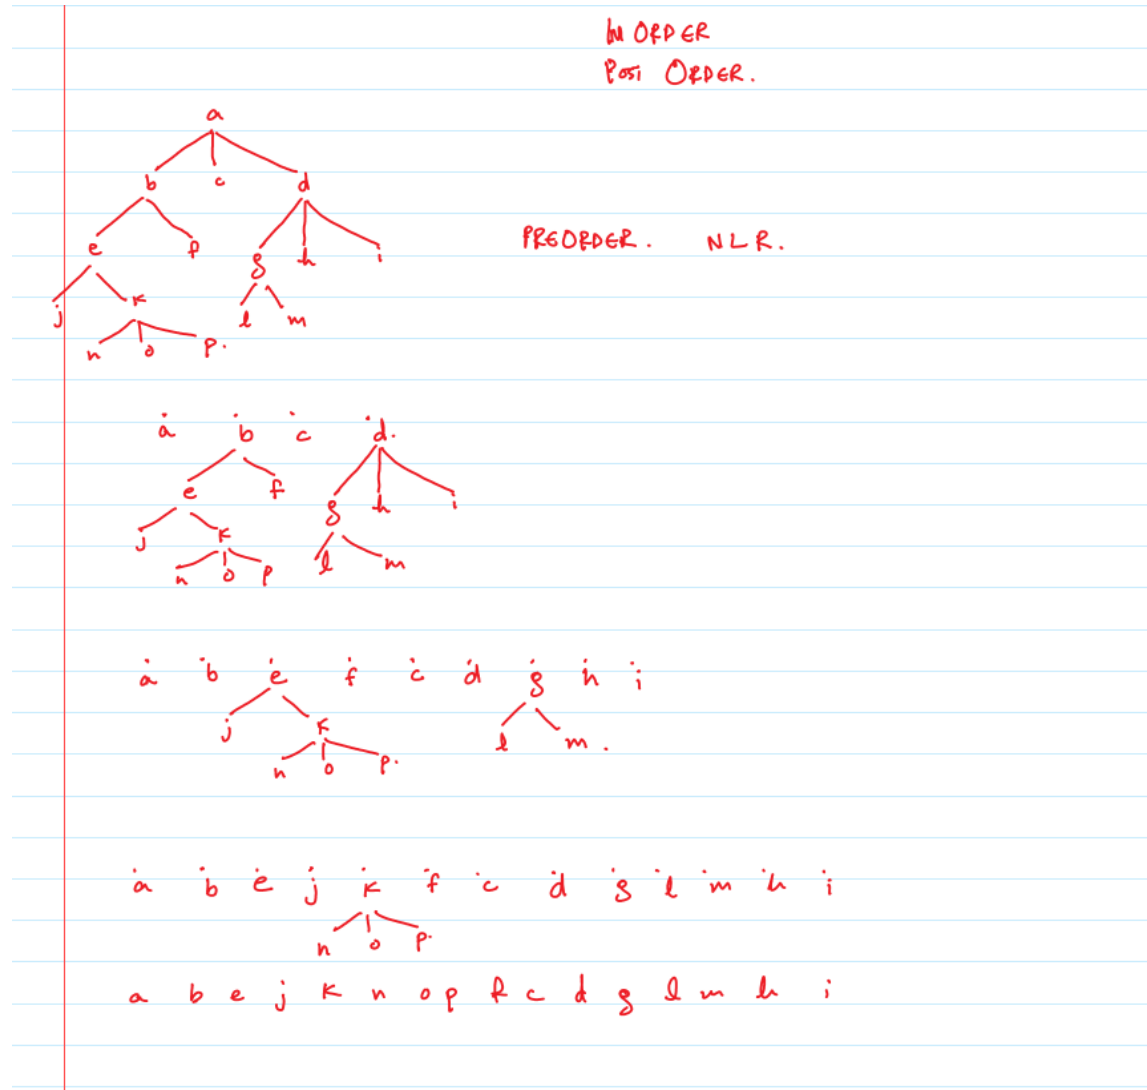 IN ORDER
POST ORDER.
a
b c d
e f g h i
PREORDER. NLR.
j k l m
n o p.
a b c d.
e f g h i
j k l m
n o p
a b e f c d g h i
j k l m.
n o p.
a b e j k f c d g l m h i
n o p.
a b e j k n o p f c d g l m h i